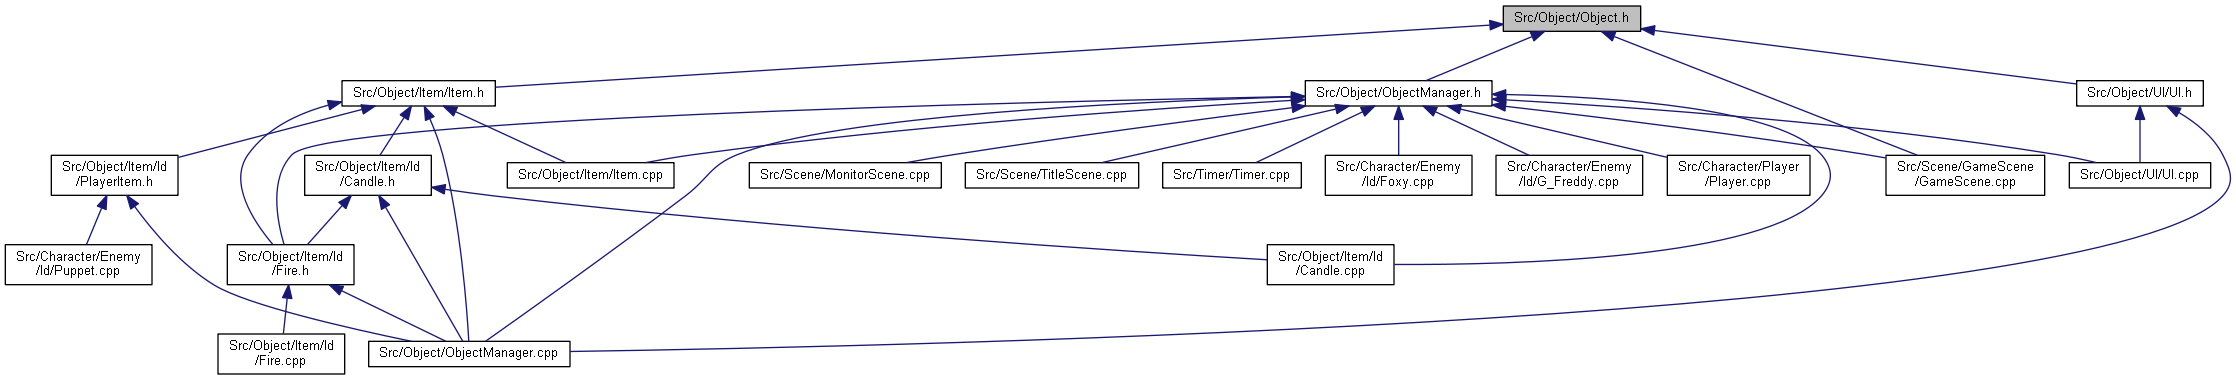 Src/Object/Object.h
Src/Object/Item/Item.h
Src/Object/ObjectManager.h
Src/Object/UI/UI.h
Src/Object/Item/Id
/PlayerItem.h
Src/Object/Item/Id
/Candle.h
Src/Object/Item/Item.cpp
Src/Scene/MonitorScene.cpp
Src/Scene/TitleScene.cpp
Src/Timer/Timer.cpp
Src/Character/Enemy
/Id/Foxy.cpp
Src/Character/Enemy
/Id/G_Freddy.cpp
Src/Character/Player
/Player.cpp
Src/Scene/GameScene
/GameScene.cpp
Src/Object/UI/UI.cpp
Src/Character/Enemy
/Id/Puppet.cpp
Src/Object/Item/Id
/Fire.h
Src/Object/Item/Id
/Candle.cpp
Src/Object/Item/Id
/Fire.cpp
Src/Object/ObjectManager.cpp